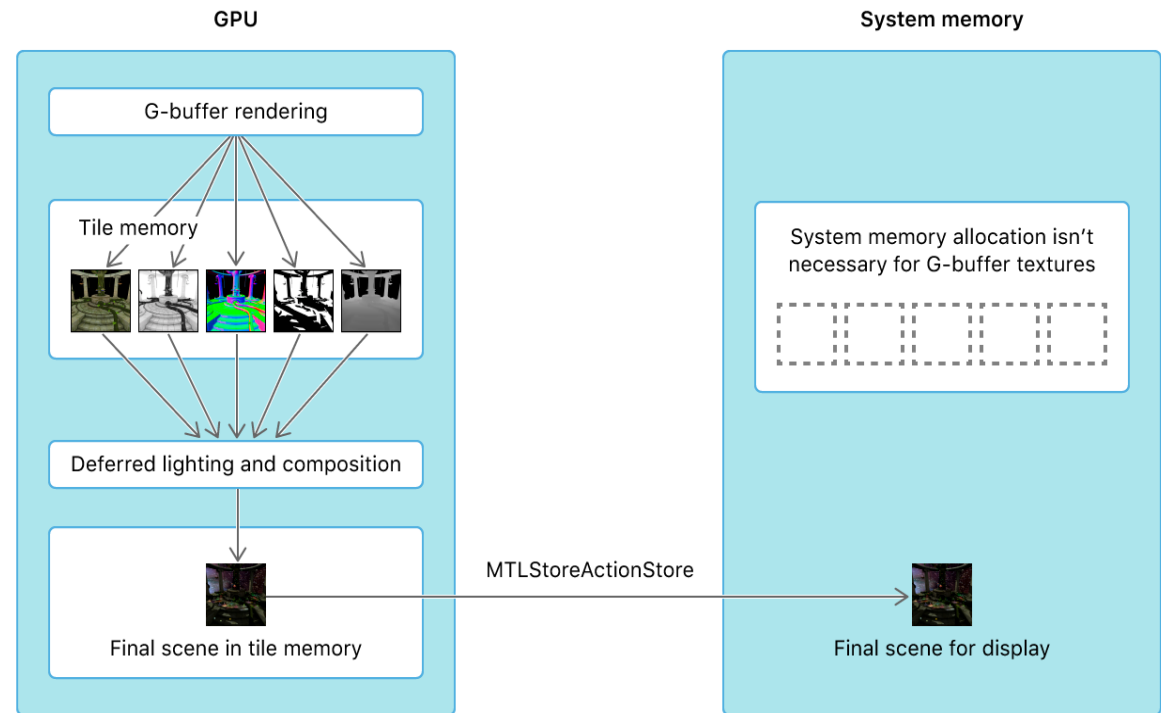 GPU
System memory
G-buffer rendering
Tile memory
System memory allocation isn’t
necessary for G-buffer textures
Deferred lighting and composition
MTLStoreActionStore
Final scene in tile memory
Final scene for display